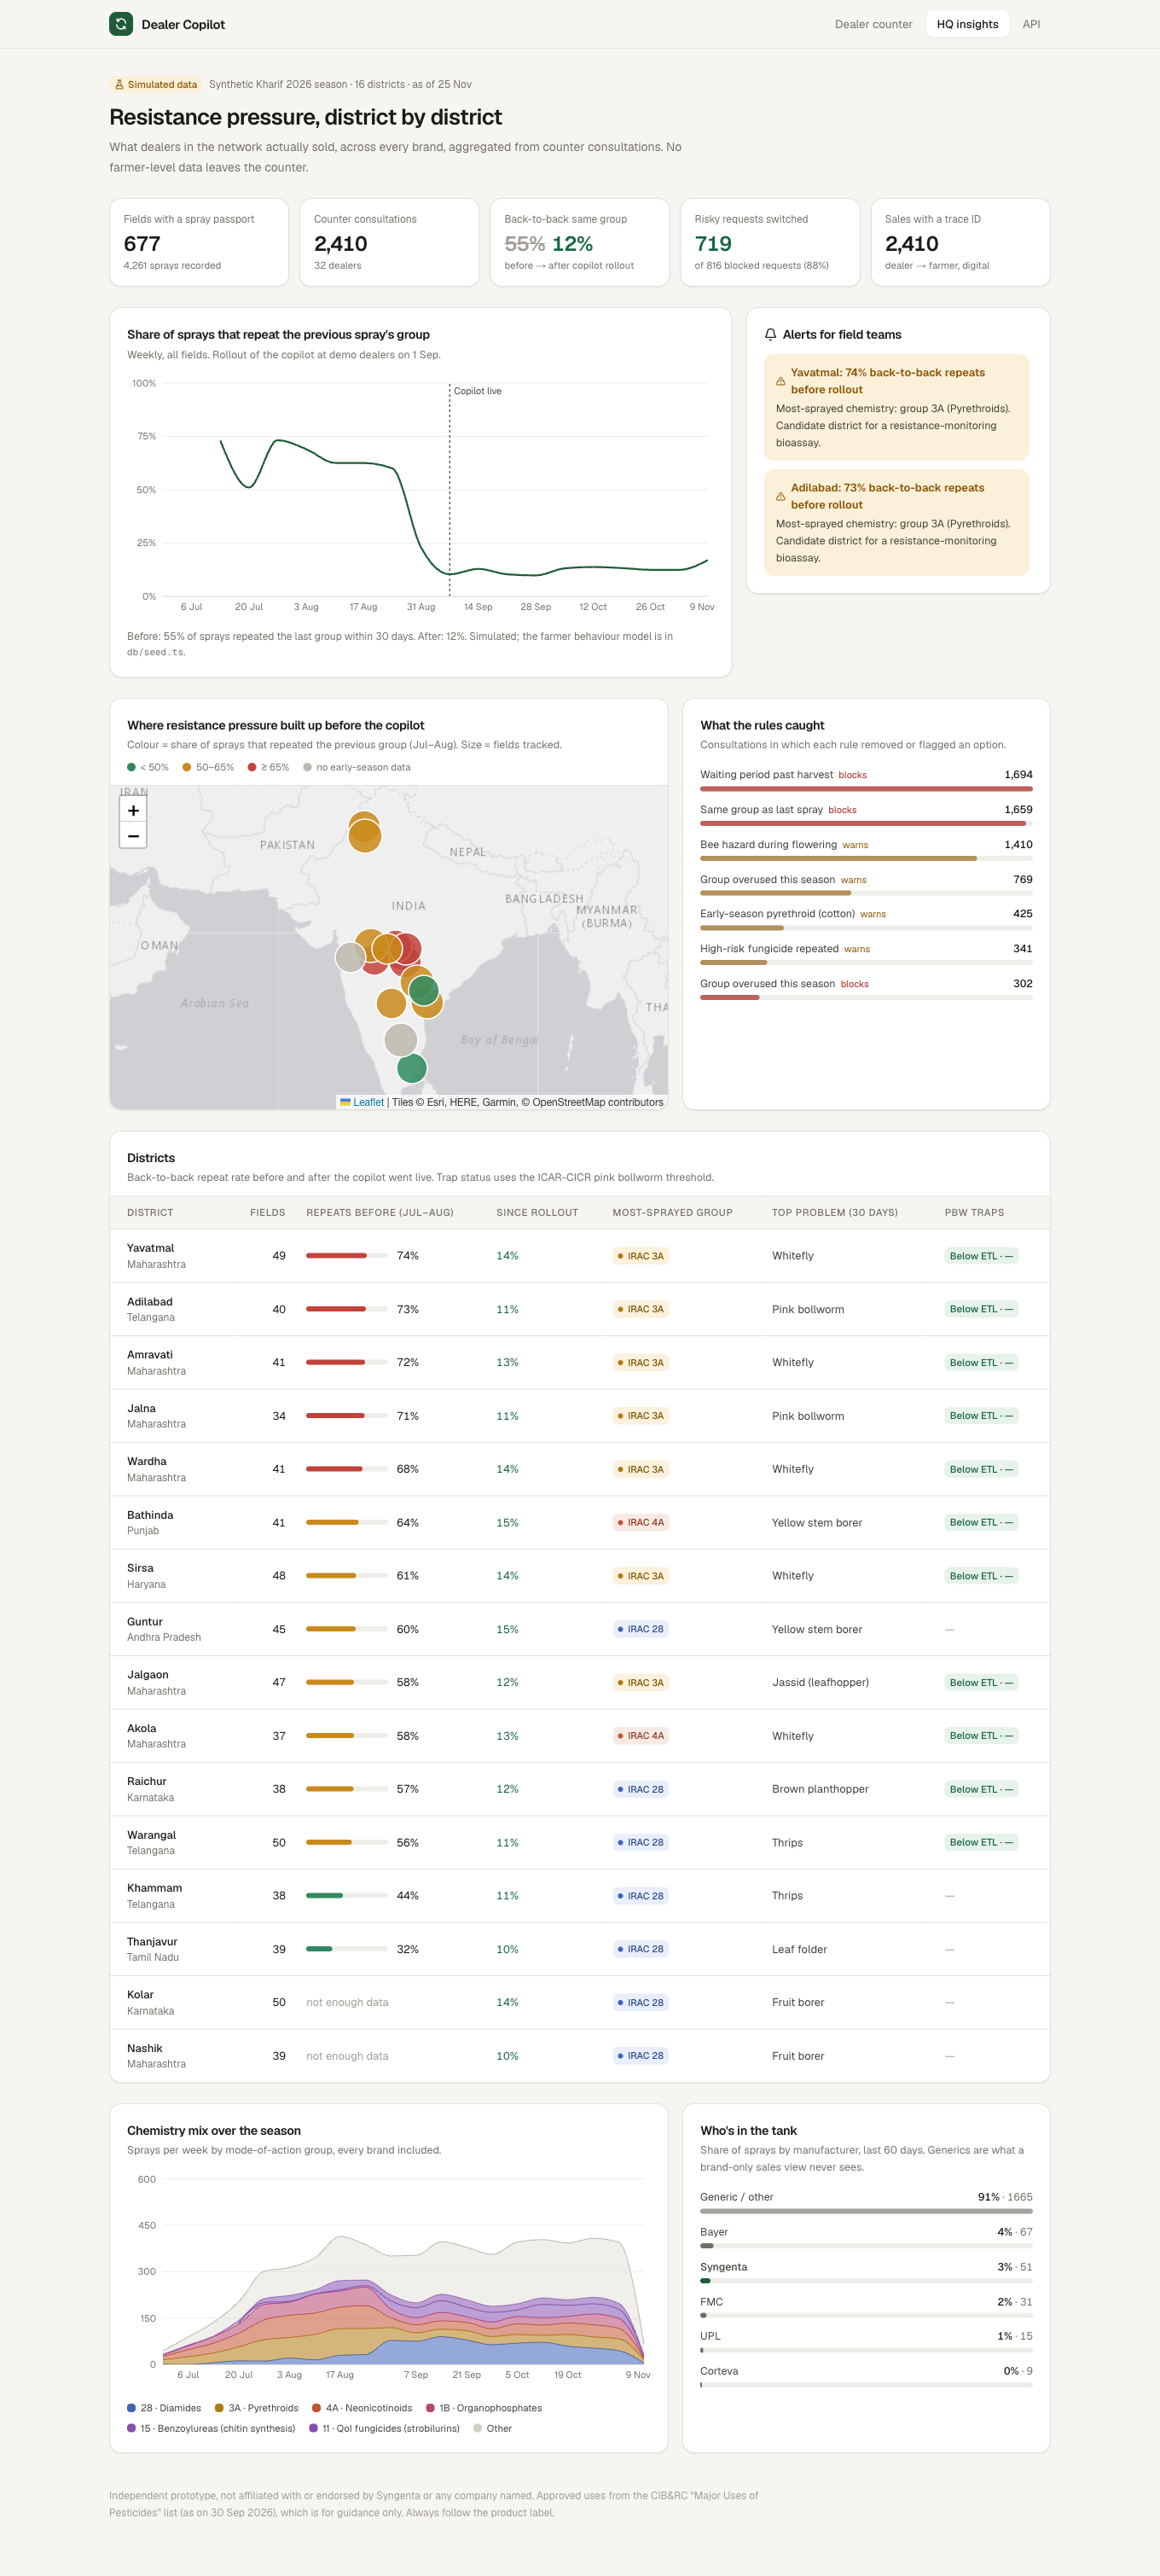 Dealer Copilot
Dealer counter
HQ insights
API
Simulated data
Synthetic Kharif 2026 season · 16 districts · as of 25 Nov
Resistance pressure, district by district
What dealers in the network actually sold, across every brand, aggregated from counter consultations. No
farmer-level data leaves the counter.
Fields with a spray passport
677
4,261 sprays recorded
Counter consultations
2,410
32 dealers
Back-to-back same group
55% 12%
before → after copilot rollout
Risky requests switched
719
of 816 blocked requests (88%)
Sales with a trace ID
2,410
dealer → farmer, digital
Share of sprays that repeat the previous spray's group
Weekly, all fields. Rollout of the copilot at demo dealers on 1 Sep.
100%
75%
50%
25%
0%
Copilot live
6 Jul 20 Jul 3 Aug 17 Aug 31 Aug 14 Sep 28 Sep 12 Oct 26 Oct 9 Nov
Before: 55% of sprays repeated the last group within 30 days. After: 12%. Simulated; the farmer behaviour model is in
db/seed.ts.
Alerts for field teams
Yavatmal: 74% back-to-back repeats
before rollout
Most-sprayed chemistry: group 3A (Pyrethroids).
Candidate district for a resistance-monitoring
bioassay.
Adilabad: 73% back-to-back repeats
before rollout
Most-sprayed chemistry: group 3A (Pyrethroids).
Candidate district for a resistance-monitoring
bioassay.
Where resistance pressure built up before the copilot
Colour = share of sprays that repeated the previous group (Jul–Aug). Size = fields tracked.
< 50% 50–65% ≥ 65% no early-season data
IRAN
+
−
PAKISTAN
NEPAL
INDIA
BANGLADESH
MYANMAR
(BURMA)
OMAN
Arabian Sea
THA
Bay of Bengal
Leaflet | Tiles © Esri, HERE, Garmin, © OpenStreetMap contributors
What the rules caught
Consultations in which each rule removed or flagged an option.
Waiting period past harvest blocks 1,694
Same group as last spray blocks 1,659
Bee hazard during flowering warns 1,410
Group overused this season warns 769
Early-season pyrethroid (cotton) warns 425
High-risk fungicide repeated warns 341
Group overused this season blocks 302
Districts
Back-to-back repeat rate before and after the copilot went live. Trap status uses the ICAR-CICR pink bollworm threshold.
DISTRICT FIELDS REPEATS BEFORE (JUL–AUG) SINCE ROLLOUT MOST-SPRAYED GROUP TOP PROBLEM (30 DAYS) PBW TRAPS
Yavatmal
Maharashtra
49 74% 14% IRAC 3A Whitefly Below ETL · —
Adilabad
Telangana
40 73% 11% IRAC 3A Pink bollworm Below ETL · —
Amravati
Maharashtra
41 72% 13% IRAC 3A Whitefly Below ETL · —
Jalna
Maharashtra
34 71% 11% IRAC 3A Pink bollworm Below ETL · —
Wardha
Maharashtra
41 68% 14% IRAC 3A Whitefly Below ETL · —
Bathinda
Punjab
41 64% 15% IRAC 4A Yellow stem borer Below ETL · —
Sirsa
Haryana
48 61% 14% IRAC 3A Whitefly Below ETL · —
Guntur
Andhra Pradesh
45 60% 15% IRAC 28 Yellow stem borer —
Jalgaon
Maharashtra
47 58% 12% IRAC 3A Jassid (leafhopper) Below ETL · —
Akola
Maharashtra
37 58% 13% IRAC 4A Whitefly Below ETL · —
Raichur
Karnataka
38 57% 12% IRAC 28 Brown planthopper Below ETL · —
Warangal
Telangana
50 56% 11% IRAC 28 Thrips Below ETL · —
Khammam
Telangana
38 44% 11% IRAC 28 Thrips —
Thanjavur
Tamil Nadu
39 32% 10% IRAC 28 Leaf folder —
Kolar
Karnataka
50 not enough data 14% IRAC 28 Fruit borer —
Nashik
Maharashtra
39 not enough data 10% IRAC 28 Fruit borer —
Chemistry mix over the season
Sprays per week by mode-of-action group, every brand included.
600
450
300
150
0
6 Jul 20 Jul 3 Aug 17 Aug 7 Sep 21 Sep 5 Oct 19 Oct 9 Nov
28 · Diamides 3A · Pyrethroids 4A · Neonicotinoids 1B · Organophosphates
15 · Benzoylureas (chitin synthesis) 11 · QoI fungicides (strobilurins) Other
Who's in the tank
Share of sprays by manufacturer, last 60 days. Generics are what a
brand-only sales view never sees.
Generic / other 91% · 1665
Bayer 4% · 67
Syngenta 3% · 51
FMC 2% · 31
UPL 1% · 15
Corteva 0% · 9
Independent prototype, not affiliated with or endorsed by Syngenta or any company named. Approved uses from the CIB&RC "Major Uses of
Pesticides" list (as on 30 Sep 2026), which is for guidance only. Always follow the product label.